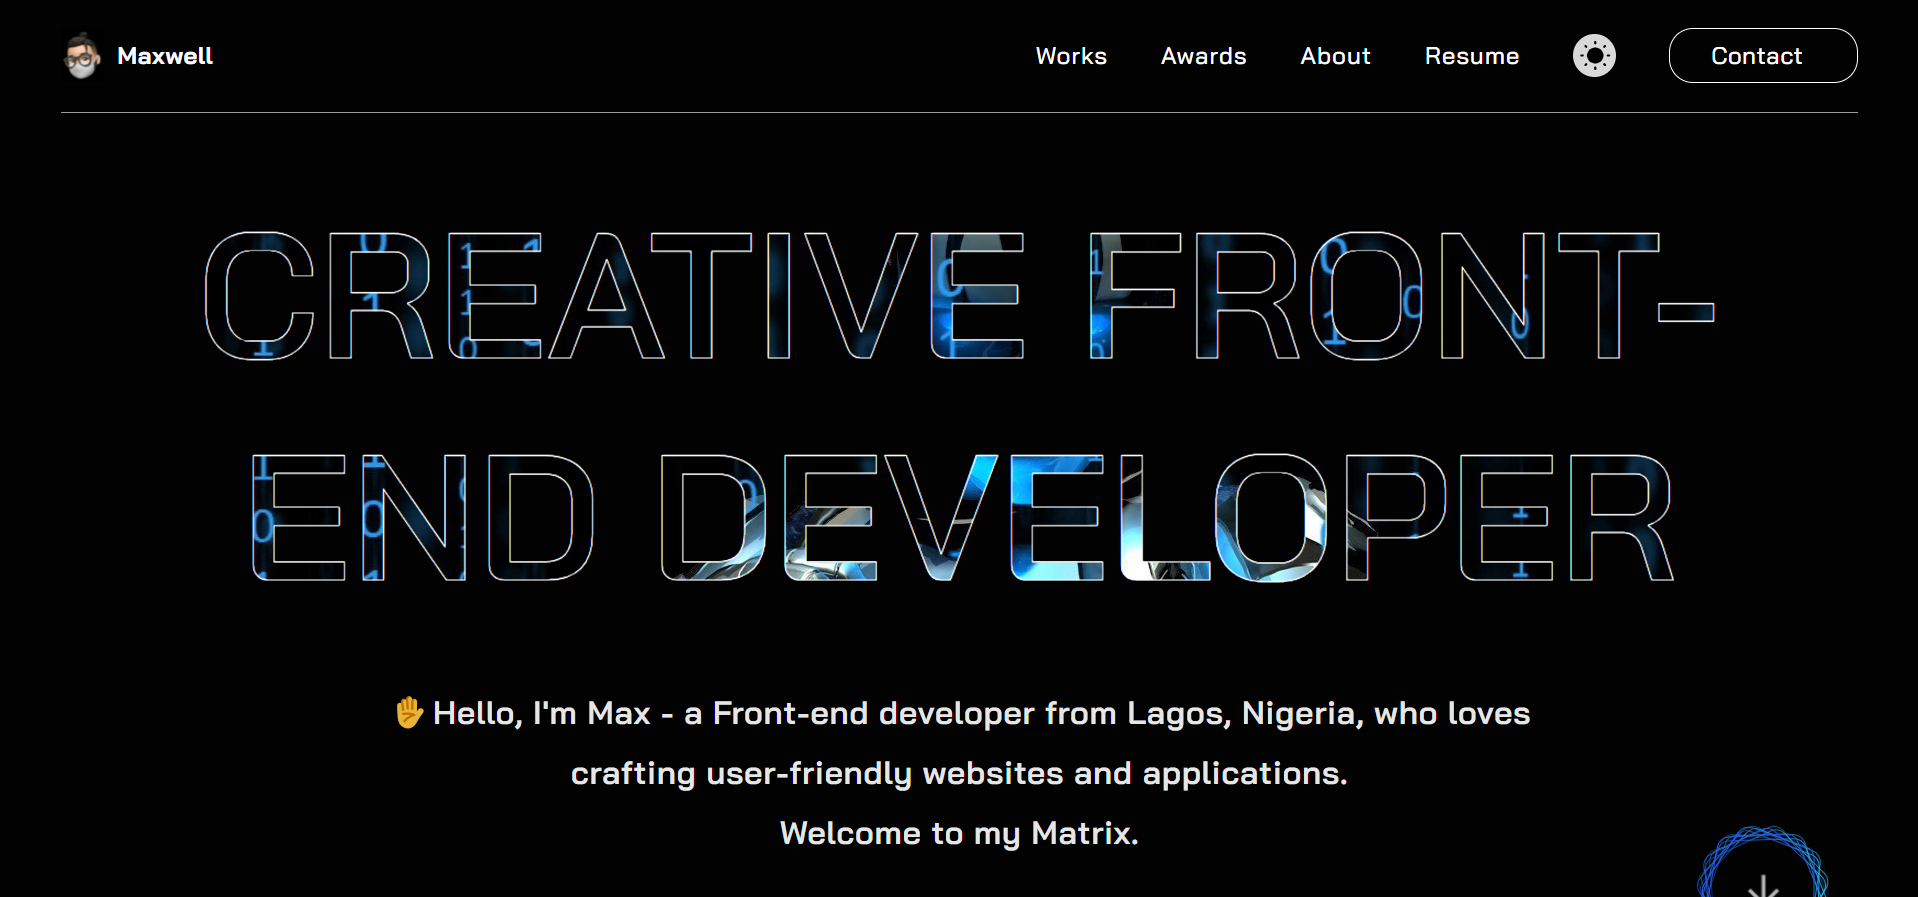 Maxwell
Works Awards About Resume Contact
CREATIVE FRONT-
END DEVELOPER
✋ Hello, I'm Max - a Front-end developer from Lagos, Nigeria, who loves
crafting user-friendly websites and applications.
Welcome to my Matrix.